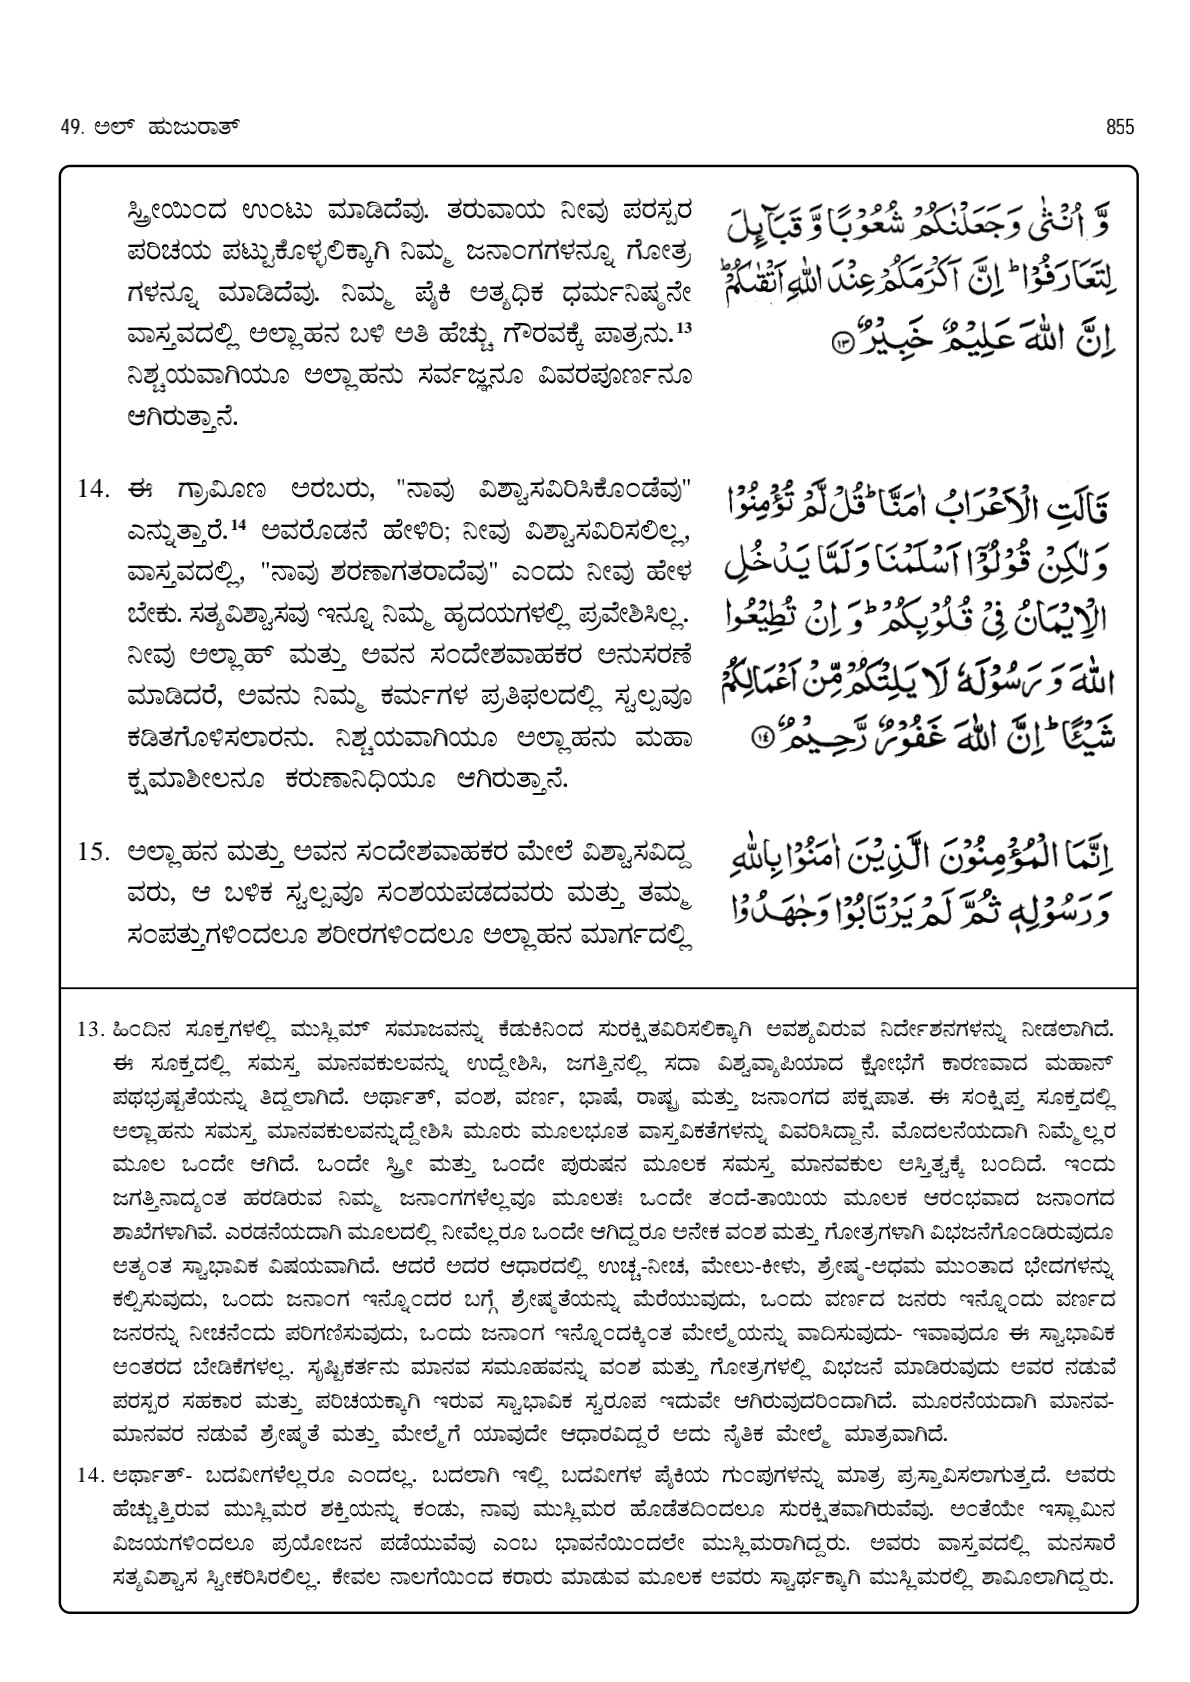 49. ಅಲ್ ಹುಜುರಾತ್
855
ಸ್ತ್ರೀಯಿಂದ ಉಂಟು ಮಾಡಿದೆವು. ತರುವಾಯ ನೀವು ಪರಸ್ಪರ
ಪರಿಚಯ ಪಟ್ಟುಕೊಳ್ಳಲಿಕ್ಕಾಗಿ ನಿಮ್ಮ ಜನಾಂಗಗಳನ್ನೂ ಗೋತ್ರ
ಗಳನ್ನೂ ಮಾಡಿದೆವು. ನಿಮ್ಮ ಪೈಕಿ ಅತ್ಯಧಿಕ ಧರ್ಮನಿಷ್ಠನೇ
ವಾಸ್ತವದಲ್ಲಿ ಅಲ್ಲಾಹನ ಬಳಿ ಅತಿ ಹೆಚ್ಚು ಗೌರವಕ್ಕೆ ಪಾತ್ರನು.13
ನಿಶ್ಚಯವಾಗಿಯೂ ಅಲ್ಲಾಹನು ಸರ್ವಜ್ಞನೂ ವಿವರಪೂರ್ಣನೂ
ಆಗಿರುತ್ತಾನೆ.
وَّ اُنْثٰى وَجَعَلْنٰكُمْ شُعُوْبًا وَّ قَبَآىِٕلَ
لِتَعَارَفُوْا ؕ اِنَّ اَكْرَمَكُمْ عِنْدَ اللّٰهِ اَتْقٰىكُمْ ؕ
اِنَّ اللّٰهَ عَلِيْمٌ خَبِيْرٌ ۝۱۳
14. ಈ ಗ್ರಾಮೀಣ ಅರಬರು, "ನಾವು ವಿಶ್ವಾಸವಿರಿಸಿಕೊಂಡೆವು"
ಎನ್ನುತ್ತಾರೆ.14 ಅವರೊಡನೆ ಹೇಳಿರಿ; ನೀವು ವಿಶ್ವಾಸವಿರಿಸಲಿಲ್ಲ,
ವಾಸ್ತವದಲ್ಲಿ, "ನಾವು ಶರಣಾಗತರಾದೆವು" ಎಂದು ನೀವು ಹೇಳ
ಬೇಕು. ಸತ್ಯವಿಶ್ವಾಸವು ಇನ್ನೂ ನಿಮ್ಮ ಹೃದಯಗಳಲ್ಲಿ ಪ್ರವೇಶಿಸಿಲ್ಲ.
ನೀವು ಅಲ್ಲಾಹ್ ಮತ್ತು ಅವನ ಸಂದೇಶವಾಹಕರ ಅನುಸರಣೆ
ಮಾಡಿದರೆ, ಅವನು ನಿಮ್ಮ ಕರ್ಮಗಳ ಪ್ರತಿಫಲದಲ್ಲಿ ಸ್ವಲ್ಪವೂ
ಕಡಿತಗೊಳಿಸಲಾರನು. ನಿಶ್ಚಯವಾಗಿಯೂ ಅಲ್ಲಾಹನು ಮಹಾ
ಕ್ಷಮಾಶೀಲನೂ ಕರುಣಾನಿಧಿಯೂ ಆಗಿರುತ್ತಾನೆ.
قَالَتِ الْاَعْرَابُ اٰمَنَّا ؕ قُلْ لَّمْ تُؤْمِنُوْا
وَلٰكِنْ قُوْلُوْۤا اَسْلَمْنَا وَلَمَّا يَدْخُلِ
الْاِيْمَانُ فِيْ قُلُوْبِكُمْ ؕ وَ اِنْ تُطِيْعُوا
اللّٰهَ وَ رَسُوْلَهٗ لَا يَلِتْكُمْ مِّنْ اَعْمَالِكُمْ
شَيْـًٔا ؕ اِنَّ اللّٰهَ غَفُوْرٌ رَّحِيْمٌ ۝۱۴
15. ಅಲ್ಲಾಹನ ಮತ್ತು ಅವನ ಸಂದೇಶವಾಹಕರ ಮೇಲೆ ವಿಶ್ವಾಸವಿದ್ದ
ವರು, ಆ ಬಳಿಕ ಸ್ವಲ್ಪವೂ ಸಂಶಯಪಡದವರು ಮತ್ತು ತಮ್ಮ
ಸಂಪತ್ತುಗಳಿಂದಲೂ ಶರೀರಗಳಿಂದಲೂ ಅಲ್ಲಾಹನ ಮಾರ್ಗದಲ್ಲಿ
اِنَّمَا الْمُؤْمِنُوْنَ الَّذِيْنَ اٰمَنُوْا بِاللّٰهِ
وَرَسُوْلِهٖ ثُمَّ لَمْ يَرْتَابُوْا وَجٰهَدُوْا
13. ಹಿಂದಿನ ಸೂಕ್ತಗಳಲ್ಲಿ ಮುಸ್ಲಿಮ್ ಸಮಾಜವನ್ನು ಕೆಡುಕಿನಿಂದ ಸುರಕ್ಷಿತವಿರಿಸಲಿಕ್ಕಾಗಿ ಅವಶ್ಯವಿರುವ ನಿರ್ದೇಶನಗಳನ್ನು ನೀಡಲಾಗಿದೆ.
ಈ ಸೂಕ್ತದಲ್ಲಿ ಸಮಸ್ತ ಮಾನವಕುಲವನ್ನು ಉದ್ದೇಶಿಸಿ, ಜಗತ್ತಿನಲ್ಲಿ ಸದಾ ವಿಶ್ವವ್ಯಾಪಿಯಾದ ಕ್ಷೋಭೆಗೆ ಕಾರಣವಾದ ಮಹಾನ್
ಪಥಭ್ರಷ್ಟತೆಯನ್ನು ತಿದ್ದಲಾಗಿದೆ. ಅರ್ಥಾತ್, ವಂಶ, ವರ್ಣ, ಭಾಷೆ, ರಾಷ್ಟ್ರ ಮತ್ತು ಜನಾಂಗದ ಪಕ್ಷಪಾತ. ಈ ಸಂಕ್ಷಿಪ್ತ ಸೂಕ್ತದಲ್ಲಿ
ಅಲ್ಲಾಹನು ಸಮಸ್ತ ಮಾನವಕುಲವನ್ನುದ್ದೇಶಿಸಿ ಮೂರು ಮೂಲಭೂತ ವಾಸ್ತವಿಕತೆಗಳನ್ನು ವಿವರಿಸಿದ್ದಾನೆ. ಮೊದಲನೆಯದಾಗಿ ನಿಮ್ಮೆಲ್ಲರ
ಮೂಲ ಒಂದೇ ಆಗಿದೆ. ಒಂದೇ ಸ್ತ್ರೀ ಮತ್ತು ಒಂದೇ ಪುರುಷನ ಮೂಲಕ ಸಮಸ್ತ ಮಾನವಕುಲ ಆಸ್ತಿತ್ವಕ್ಕೆ ಬಂದಿದೆ. ಇಂದು
ಜಗತ್ತಿನಾದ್ಯಂತ ಹರಡಿರುವ ನಿಮ್ಮ ಜನಾಂಗಗಳೆಲ್ಲವೂ ಮೂಲತಃ ಒಂದೇ ತಂದೆ-ತಾಯಿಯ ಮೂಲಕ ಆರಂಭವಾದ ಜನಾಂಗದ
ಶಾಖೆಗಳಾಗಿವೆ. ಎರಡನೆಯದಾಗಿ ಮೂಲದಲ್ಲಿ ನೀವೆಲ್ಲರೂ ಒಂದೇ ಆಗಿದ್ದರೂ ಅನೇಕ ವಂಶ ಮತ್ತು ಗೋತ್ರಗಳಾಗಿ ವಿಭಜನೆಗೊಂಡಿರುವುದೂ
ಅತ್ಯಂತ ಸ್ವಾಭಾವಿಕ ವಿಷಯವಾಗಿದೆ. ಆದರೆ ಅದರ ಆಧಾರದಲ್ಲಿ ಉಚ್ಚ-ನೀಚ, ಮೇಲು-ಕೀಳು, ಶ್ರೇಷ್ಠ-ಅಧಮ ಮುಂತಾದ ಭೇದಗಳನ್ನು
ಕಲ್ಪಿಸುವುದು, ಒಂದು ಜನಾಂಗ ಇನ್ನೊಂದರ ಬಗ್ಗೆ ಶ್ರೇಷ್ಠತೆಯನ್ನು ಮೆರೆಯುವುದು, ಒಂದು ವರ್ಣದ ಜನರು ಇನ್ನೊಂದು ವರ್ಣದ
ಜನರನ್ನು ನೀಚನೆಂದು ಪರಿಗಣಿಸುವುದು, ಒಂದು ಜನಾಂಗ ಇನ್ನೊಂದಕ್ಕಿಂತ ಮೇಲ್ಮೆಯನ್ನು ವಾದಿಸುವುದು- ಇವಾವುದೂ ಈ ಸ್ವಾಭಾವಿಕ
ಅಂತರದ ಬೇಡಿಕೆಗಳಲ್ಲ. ಸೃಷ್ಟಿಕರ್ತನು ಮಾನವ ಸಮೂಹವನ್ನು ವಂಶ ಮತ್ತು ಗೋತ್ರಗಳಲ್ಲಿ ವಿಭಜನೆ ಮಾಡಿರುವುದು ಅವರ ನಡುವೆ
ಪರಸ್ಪರ ಸಹಕಾರ ಮತ್ತು ಪರಿಚಯಕ್ಕಾಗಿ ಇರುವ ಸ್ವಾಭಾವಿಕ ಸ್ವರೂಪ ಇದುವೇ ಆಗಿರುವುದರಿಂದಾಗಿದೆ. ಮೂರನೆಯದಾಗಿ ಮಾನವ-
ಮಾನವರ ನಡುವೆ ಶ್ರೇಷ್ಠತೆ ಮತ್ತು ಮೇಲ್ಮೆಗೆ ಯಾವುದೇ ಆಧಾರವಿದ್ದರೆ ಅದು ನೈತಿಕ ಮೇಲ್ಮೆ ಮಾತ್ರವಾಗಿದೆ.
14. ಅರ್ಥಾತ್- ಬದವೀಗಳೆಲ್ಲರೂ ಎಂದಲ್ಲ. ಬದಲಾಗಿ ಇಲ್ಲಿ ಬದವೀಗಳ ಪೈಕಿಯ ಗುಂಪುಗಳನ್ನು ಮಾತ್ರ ಪ್ರಸ್ತಾವಿಸಲಾಗುತ್ತದೆ. ಅವರು
ಹೆಚ್ಚುತ್ತಿರುವ ಮುಸ್ಲಿಮರ ಶಕ್ತಿಯನ್ನು ಕಂಡು, ನಾವು ಮುಸ್ಲಿಮರ ಹೊಡೆತದಿಂದಲೂ ಸುರಕ್ಷಿತವಾಗಿರುವೆವು. ಅಂತೆಯೇ ಇಸ್ಲಾಮಿನ
ವಿಜಯಗಳಿಂದಲೂ ಪ್ರಯೋಜನ ಪಡೆಯುವೆವು ಎಂಬ ಭಾವನೆಯಿಂದಲೇ ಮುಸ್ಲಿಮರಾಗಿದ್ದರು. ಅವರು ವಾಸ್ತವದಲ್ಲಿ ಮನಸಾರೆ
ಸತ್ಯವಿಶ್ವಾಸ ಸ್ವೀಕರಿಸಿರಲಿಲ್ಲ. ಕೇವಲ ನಾಲಗೆಯಿಂದ ಕರಾರು ಮಾಡುವ ಮೂಲಕ ಅವರು ಸ್ವಾರ್ಥಕ್ಕಾಗಿ ಮುಸ್ಲಿಮರಲ್ಲಿ ಶಾಮೀಲಾಗಿದ್ದರು.